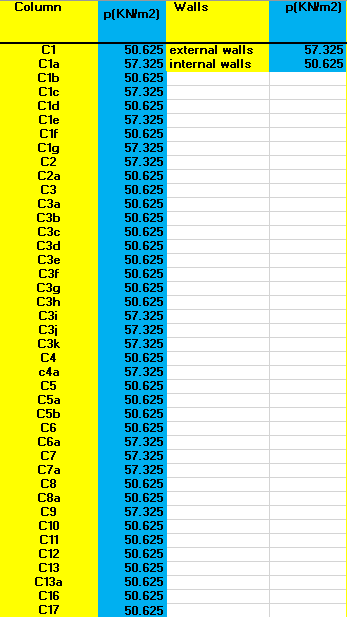 Column p(KN/m2) Walls p(KN/m2)
C1 50.625 external walls 57.325
C1a 57.325 internal walls 50.625
C1b 50.625
C1c 57.325
C1d 50.625
C1e 57.325
C1f 50.625
C1g 57.325
C2 57.325
C2a 50.625
C3 50.625
C3a 50.625
C3b 50.625
C3c 50.625
C3d 50.625
C3e 50.625
C3f 50.625
C3g 50.625
C3h 50.625
C3i 57.325
C3j 57.325
C3k 57.325
C4 50.625
c4a 57.325
C5 50.625
C5a 50.625
C5b 50.625
C6 50.625
C6a 57.325
C7 57.325
C7a 57.325
C8 50.625
C8a 50.625
C9 57.325
C10 50.625
C11 50.625
C12 50.625
C13 50.625
C13a 50.625
C16 50.625
C17 50.625